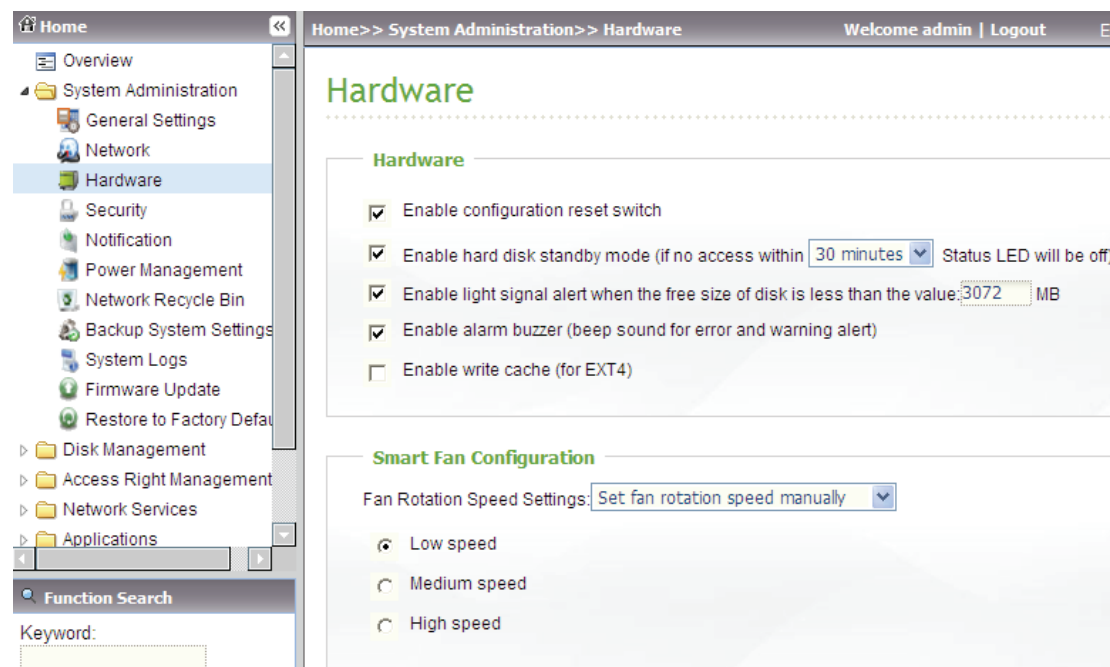 Home
Overview
System Administration
General Settings
Network
Hardware
Security
Notification
Power Management
Network Recycle Bin
Backup System Settings
System Logs
Firmware Update
Restore to Factory Defau
Disk Management
Access Right Management
Network Services
Applications
Function Search
Keyword:
Home>> System Administration>> Hardware Welcome admin | Logout E
Hardware
Hardware
Enable configuration reset switch
Enable hard disk standby mode (if no access within 30 minutes Status LED will be off)
Enable light signal alert when the free size of disk is less than the value: 3072 MB
Enable alarm buzzer (beep sound for error and warning alert)
Enable write cache (for EXT4)
Smart Fan Configuration
Fan Rotation Speed Settings: Set fan rotation speed manually
Low speed
Medium speed
High speed